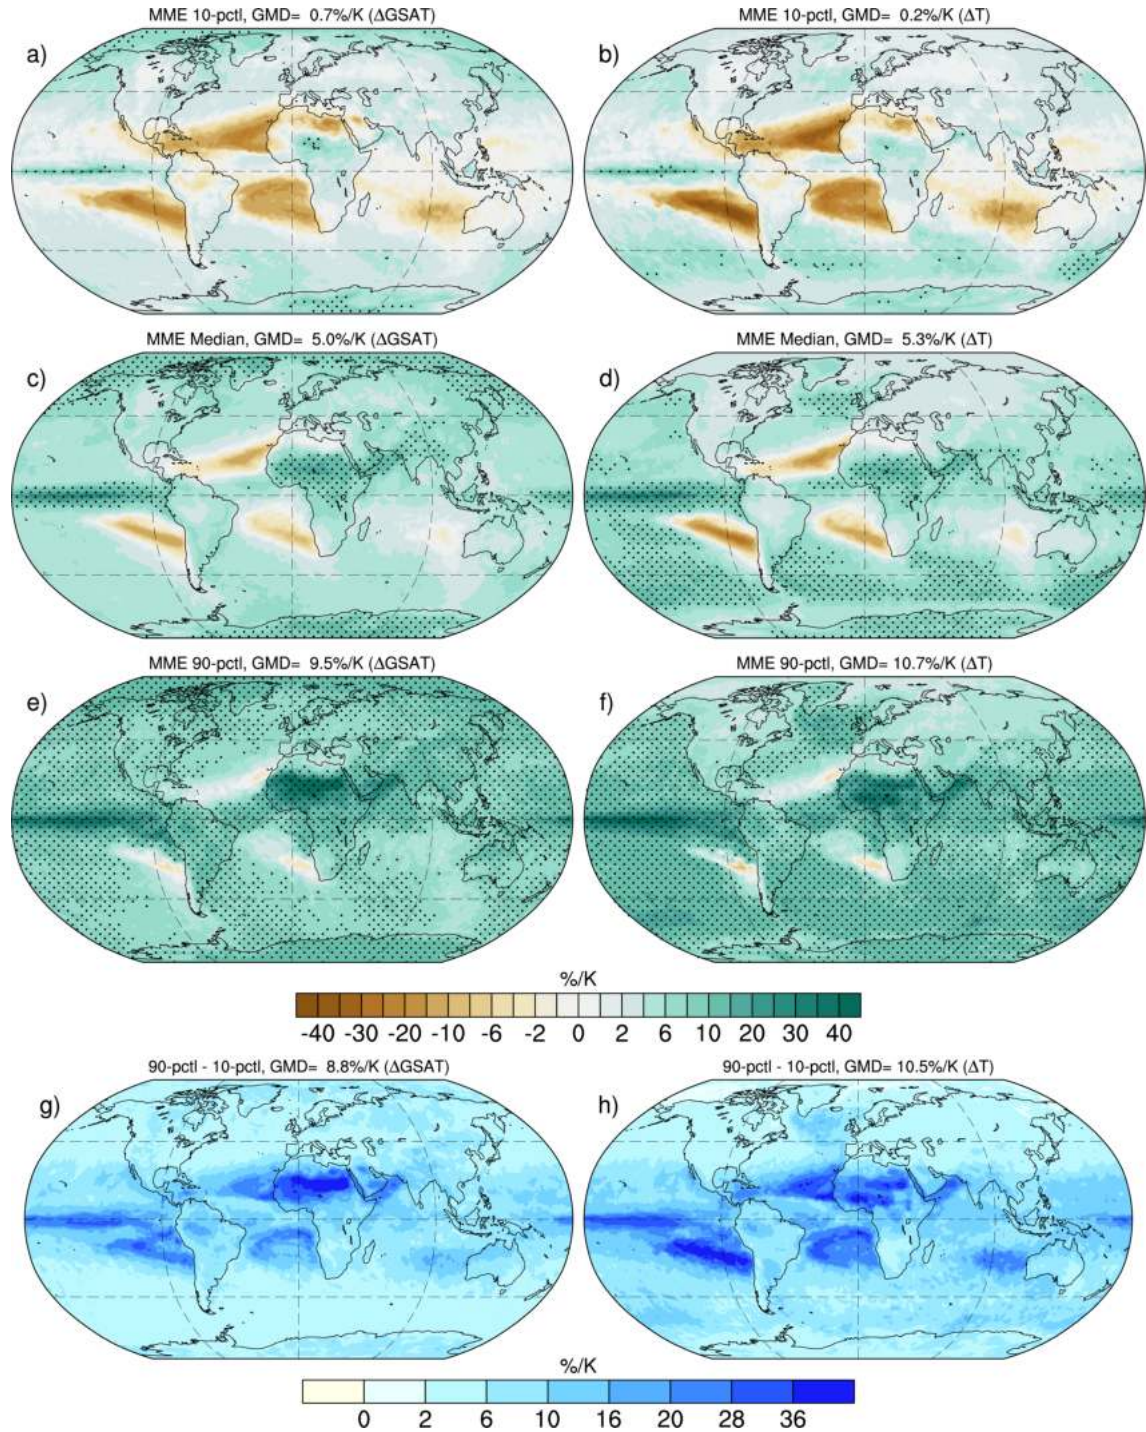 MME 10-pctl, GMD= 0.7%/K (ΔGSAT)
MME 10-pctl, GMD= 0.2%/K (ΔT)
a)
b)
MME Median, GMD= 5.0%/K (ΔGSAT)
MME Median, GMD= 5.3%/K (ΔT)
c)
d)
MME 90-pctl, GMD= 9.5%/K (ΔGSAT)
MME 90-pctl, GMD= 10.7%/K (ΔT)
e)
f)
%/K
-40 -30 -20 -10 -6 -2 0 2 6 10 20 30 40
90-pctl - 10-pctl, GMD= 8.8%/K (ΔGSAT)
90-pctl - 10-pctl, GMD= 10.5%/K (ΔT)
g)
h)
%/K
0 2 6 10 16 20 28 36